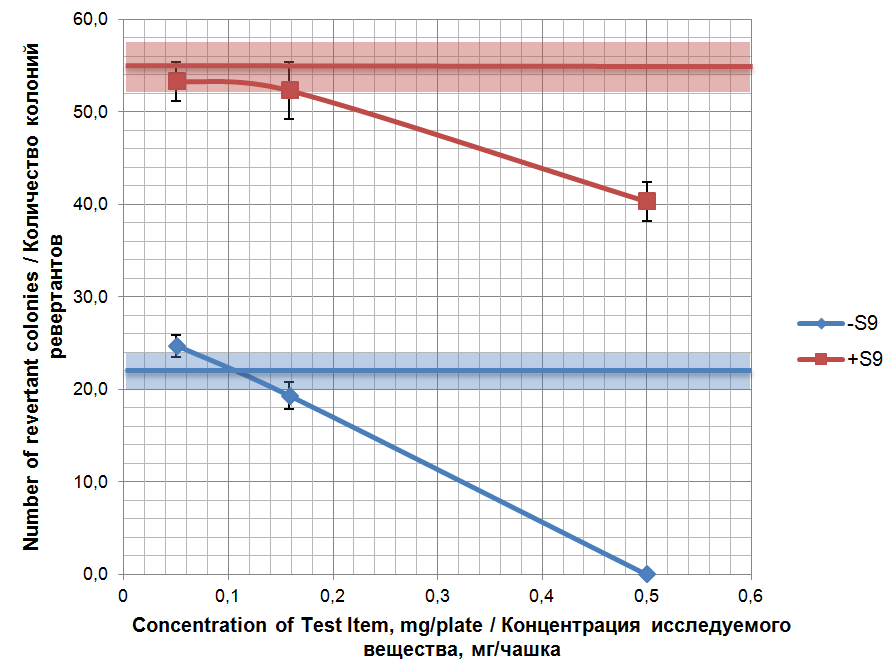 Number of revertant colonies / Количество колоний
ревертантов
60,0
50,0
40,0
30,0
20,0
10,0
0,0
0
0,1
0,2
0,3
0,4
0,5
0,6
Concentration of Test Item, mg/plate / Концентрация исследуемого
вещества, мг/чашка
-S9
+S9